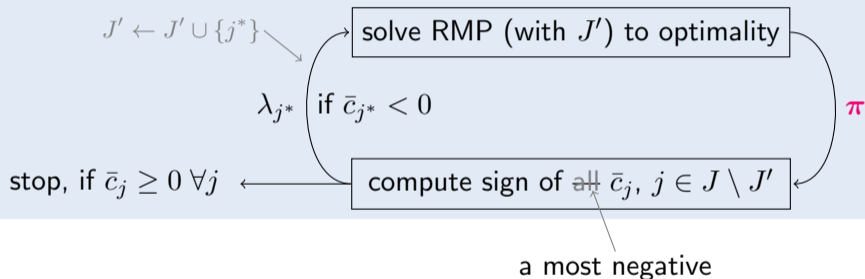 J′ ← J′ ∪ {j*}
solve RMP (with J′) to optimality
λ_{j*} if c̄_{j*} < 0
π
stop, if c̄_j ≥ 0 ∀j
compute sign of all c̄_j, j ∈ J \ J′
a most negative